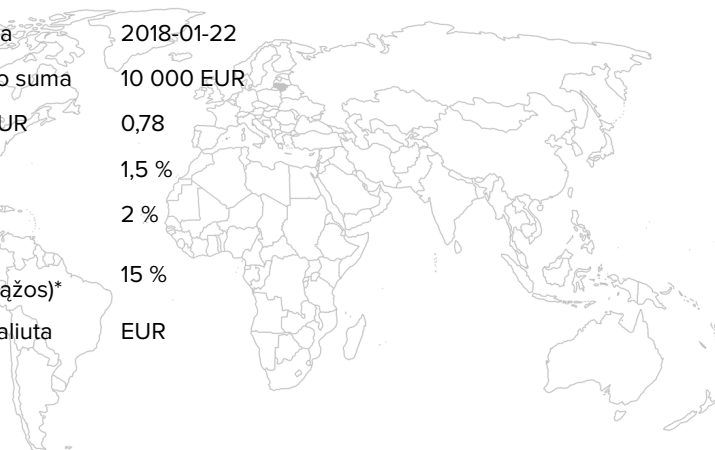 a 2018-01-22
o suma 10 000 EUR
UR 0,78
1,5 %
2 %
15 %
ąžos)*
aliuta EUR